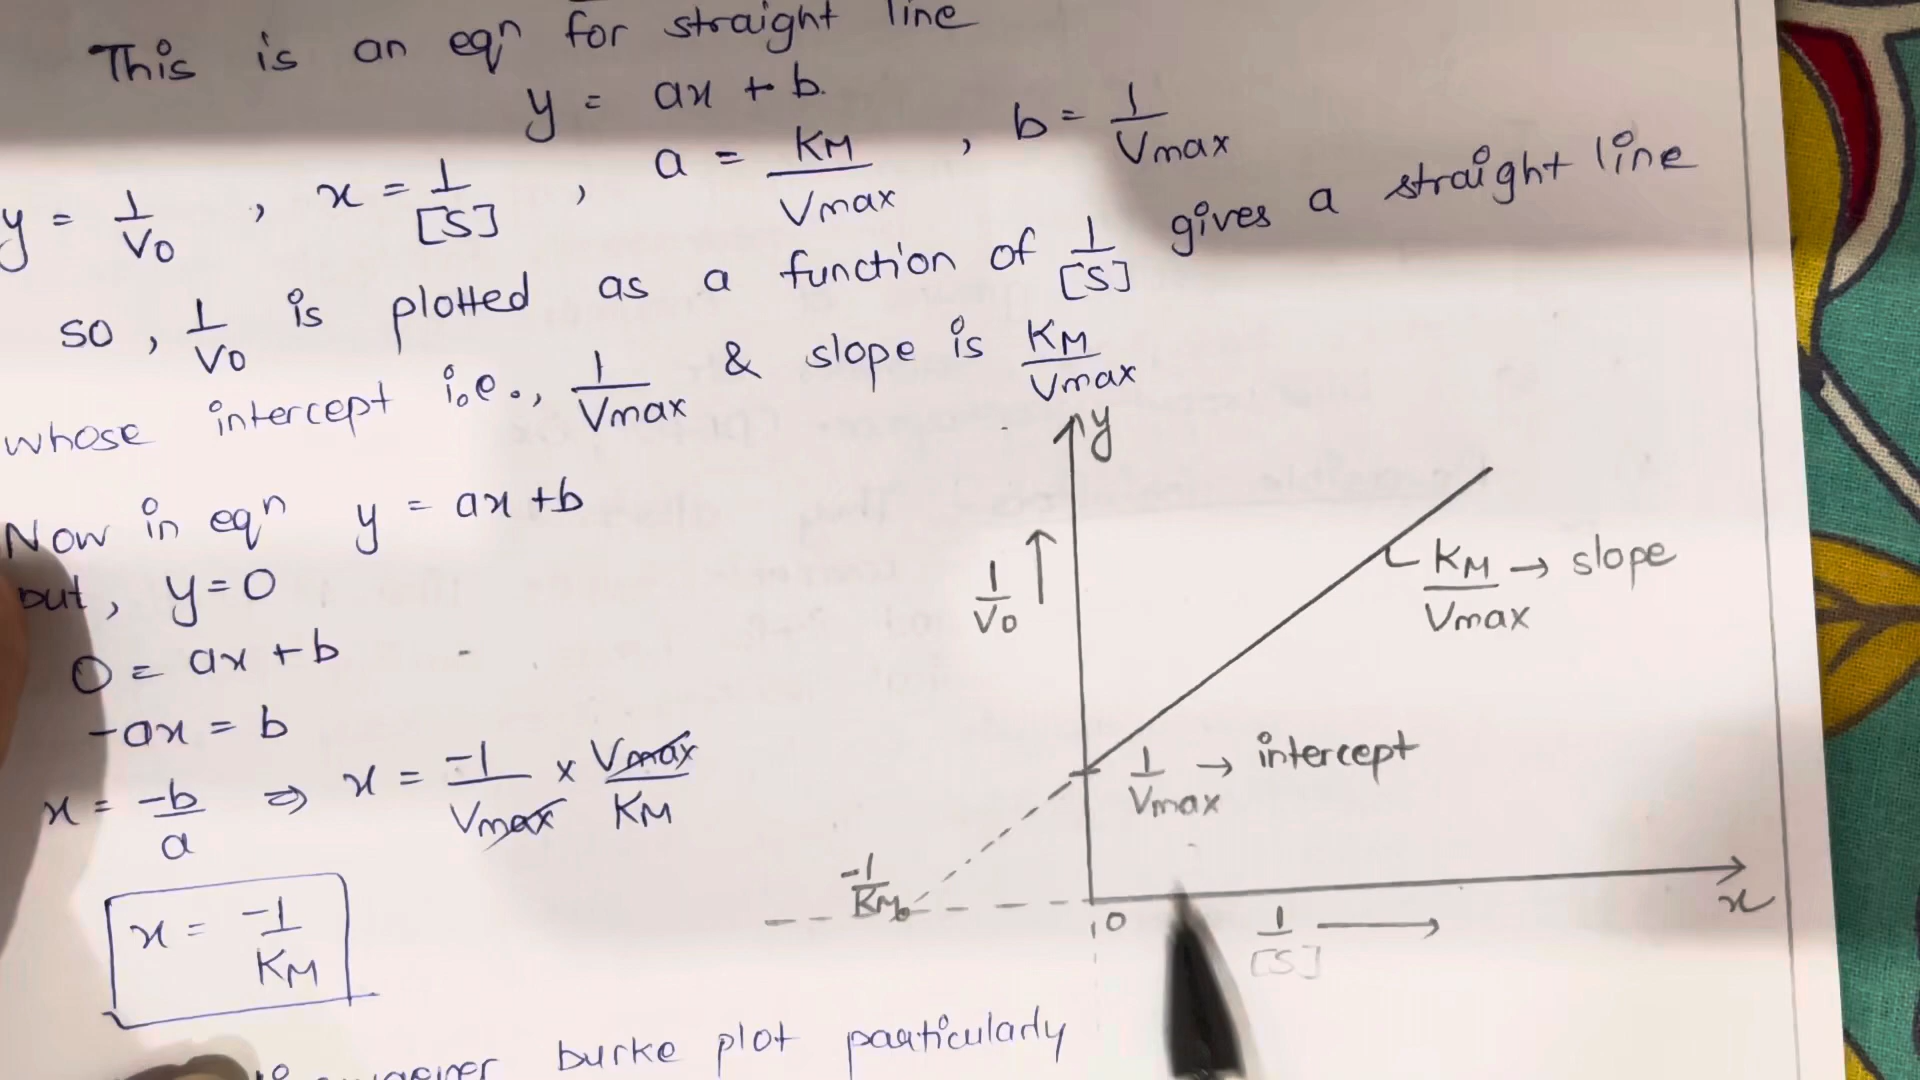 This is an eqn for straight line
y = ax + b
y = 1/V0 , x = 1/[S] , a = KM/Vmax , b = 1/Vmax
so , 1/V0 is plotted as a function of 1/[S] gives a straight line
whose intercept i.e., 1/Vmax & slope is KM/Vmax
Now in eqn y = ax +b
but, y=0
0 = ax + b
-ax = b
x = -b/a ⇒ x = -1/Vmax x Vmax/KM
x = -1/KM
y
1/V0 ↑
KM/Vmax → slope
1/Vmax → intercept
-1/KM
0
x
1/[S] →
burke plot particularly